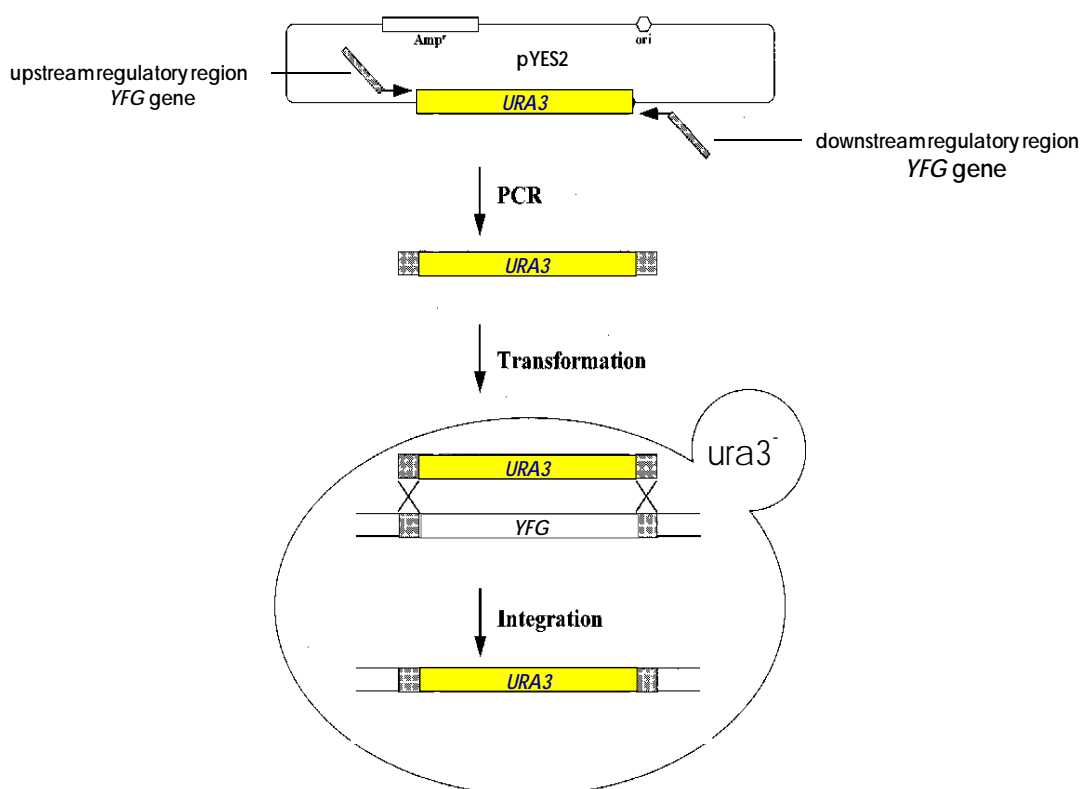 Ampʳ
ori
pYES2
upstream regulatory region
YFG gene
URA3
downstream regulatory region
YFG gene
PCR
URA3
Transformation
ura3⁻
URA3
YFG
Integration
URA3